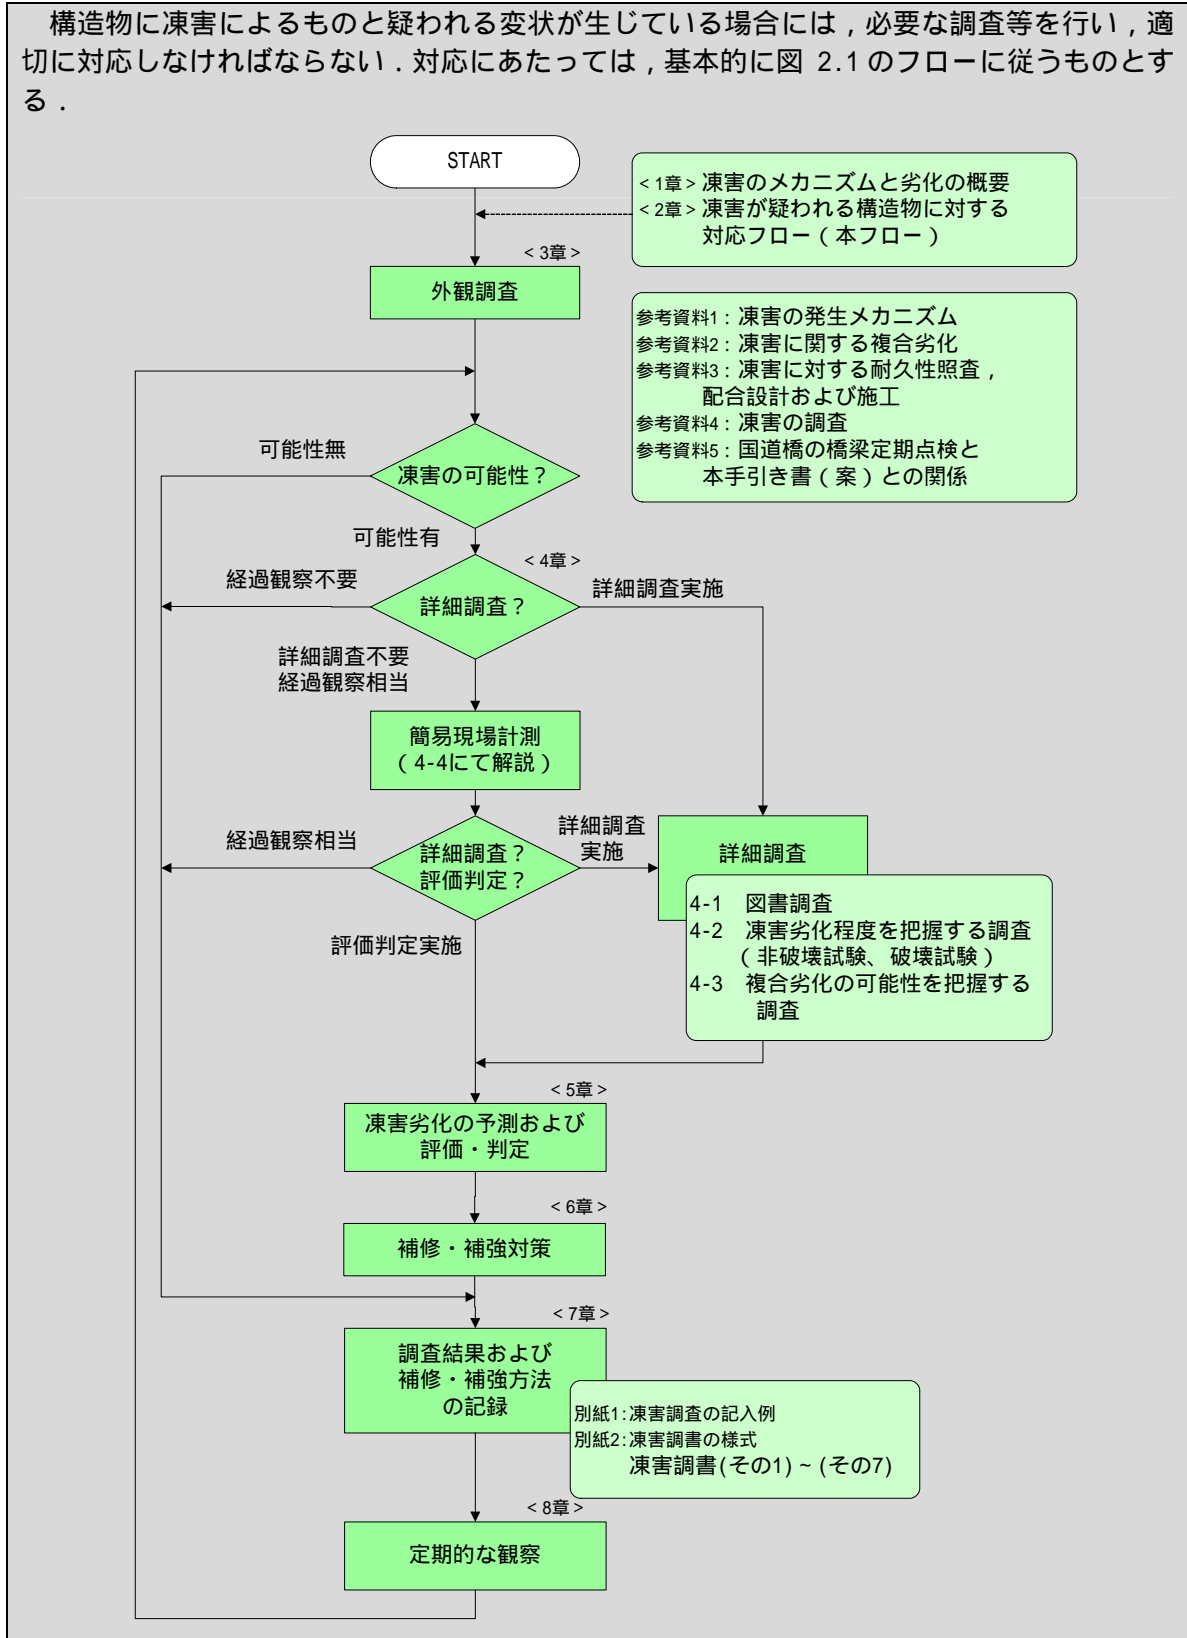 構造物に凍害によるものと疑われる変状が生じている場合には，必要な調査等を行い，適
切に対応しなければならない．対応にあたっては，基本的に図 2.1 のフローに従うものとす
る．
START
＜1章＞凍害のメカニズムと劣化の概要
＜2章＞凍害が疑われる構造物に対する
対応フロー（本フロー）
＜3章＞
外観調査
参考資料1：凍害の発生メカニズム
参考資料2：凍害に関する複合劣化
参考資料3：凍害に対する耐久性照査，
配合設計および施工
参考資料4：凍害の調査
参考資料5：国道橋の橋梁定期点検と
本手引き書（案）との関係
可能性無
凍害の可能性？
可能性有
＜4章＞
経過観察不要
詳細調査？
詳細調査実施
詳細調査不要
経過観察相当
簡易現場計測
（4-4にて解説）
経過観察相当
詳細調査？
評価判定？
詳細調査
実施
詳細調査
4-1 図書調査
4-2 凍害劣化程度を把握する調査
（非破壊試験、破壊試験）
4-3 複合劣化の可能性を把握する
調査
評価判定実施
＜5章＞
凍害劣化の予測および
評価・判定
＜6章＞
補修・補強対策
＜7章＞
調査結果および
補修・補強方法
の記録
別紙1:凍害調査の記入例
別紙2:凍害調書の様式
凍害調書(その1)~(その7)
＜8章＞
定期的な観察